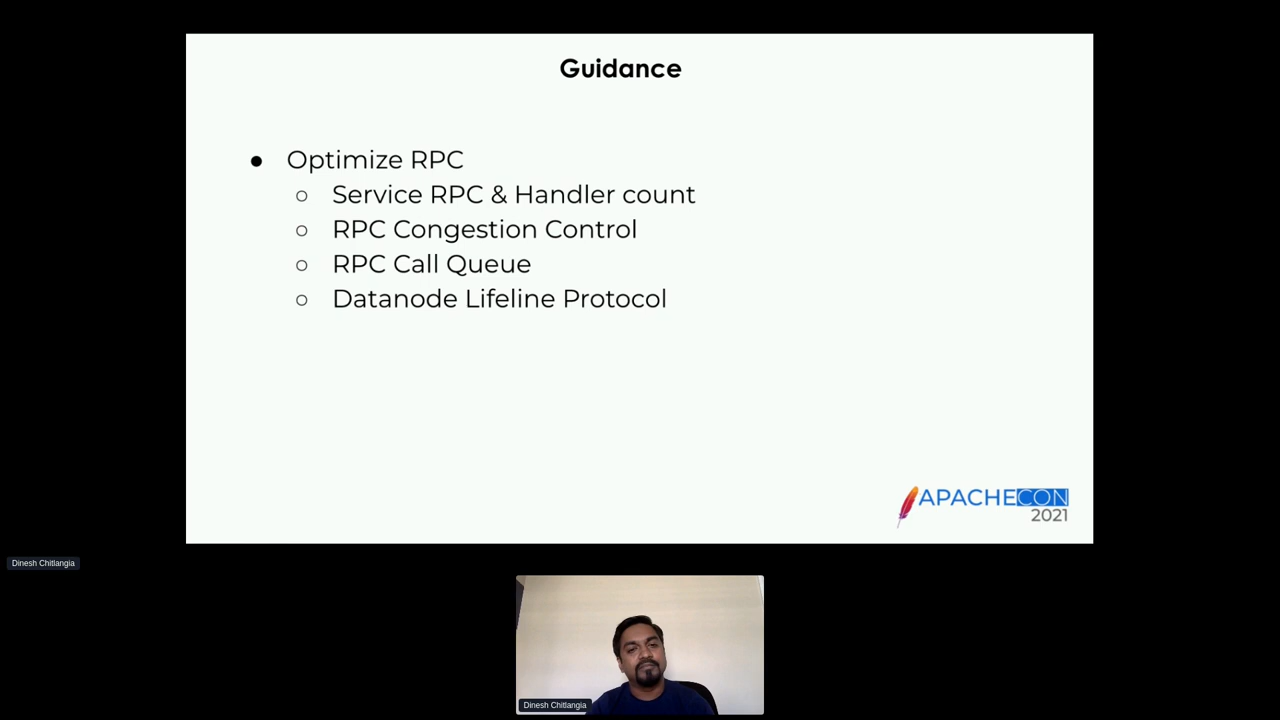 Guidance
● Optimize RPC
○ Service RPC & Handler count
○ RPC Congestion Control
○ RPC Call Queue
○ Datanode Lifeline Protocol
APACHECON
2021
Dinesh Chitlangia
Dinesh Chitlangia